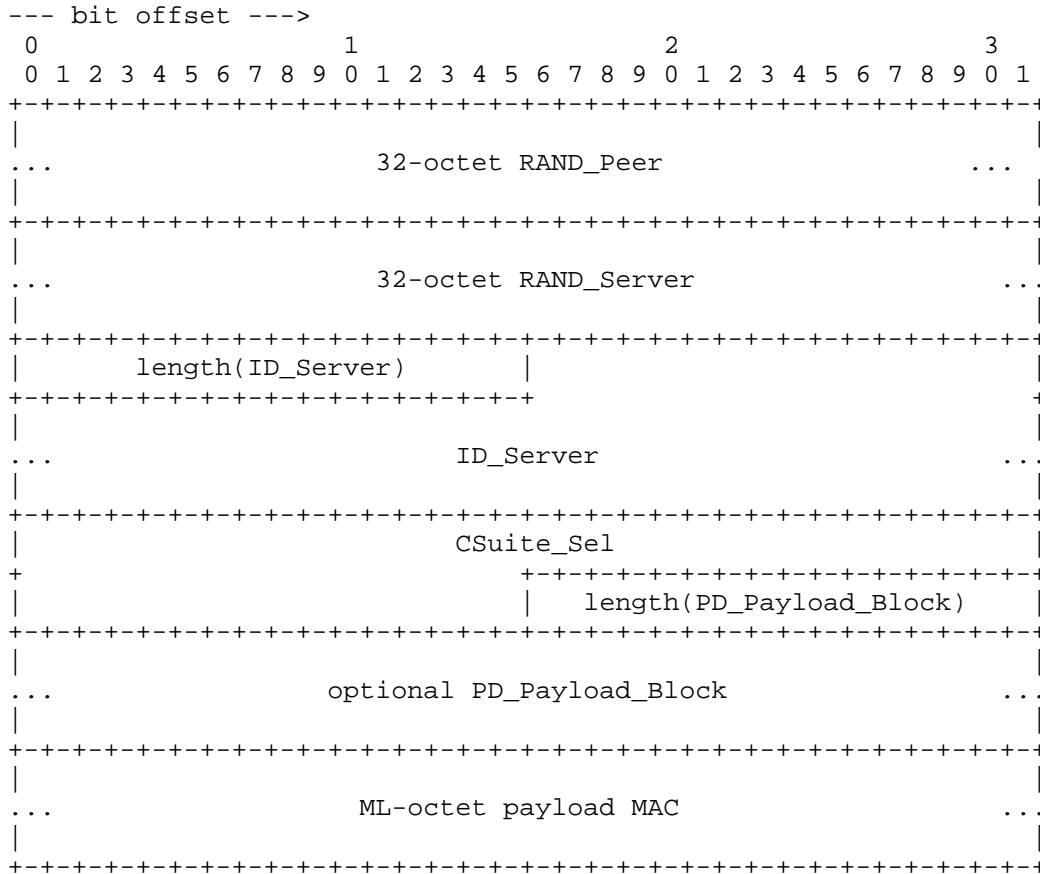 --- bit offset --->
 0                   1                   2                   3
 0 1 2 3 4 5 6 7 8 9 0 1 2 3 4 5 6 7 8 9 0 1 2 3 4 5 6 7 8 9 0 1
+-+-+-+-+-+-+-+-+-+-+-+-+-+-+-+-+-+-+-+-+-+-+-+-+-+-+-+-+-+-+-+-+
|                                                               |
...                    32-octet RAND_Peer                   ...
|                                                               |
+-+-+-+-+-+-+-+-+-+-+-+-+-+-+-+-+-+-+-+-+-+-+-+-+-+-+-+-+-+-+-+-+
|                                                               |
...                    32-octet RAND_Server                   ...
|                                                               |
+-+-+-+-+-+-+-+-+-+-+-+-+-+-+-+-+-+-+-+-+-+-+-+-+-+-+-+-+-+-+-+-+
|       length(ID_Server)       |                               |
+-+-+-+-+-+-+-+-+-+-+-+-+-+-+-+-+                               +
|                                                               |
...                         ID_Server                         ...
|                                                               |
+-+-+-+-+-+-+-+-+-+-+-+-+-+-+-+-+-+-+-+-+-+-+-+-+-+-+-+-+-+-+-+-+
|                           CSuite_Sel                          |
+                               +-+-+-+-+-+-+-+-+-+-+-+-+-+-+-+-+
|                               |   length(PD_Payload_Block)    |
+-+-+-+-+-+-+-+-+-+-+-+-+-+-+-+-+-+-+-+-+-+-+-+-+-+-+-+-+-+-+-+-+
|                                                               |
...                 optional PD_Payload_Block                 ...
|                                                               |
+-+-+-+-+-+-+-+-+-+-+-+-+-+-+-+-+-+-+-+-+-+-+-+-+-+-+-+-+-+-+-+-+
|                                                               |
...                   ML-octet payload MAC                    ...
|                                                               |
+-+-+-+-+-+-+-+-+-+-+-+-+-+-+-+-+-+-+-+-+-+-+-+-+-+-+-+-+-+-+-+-+